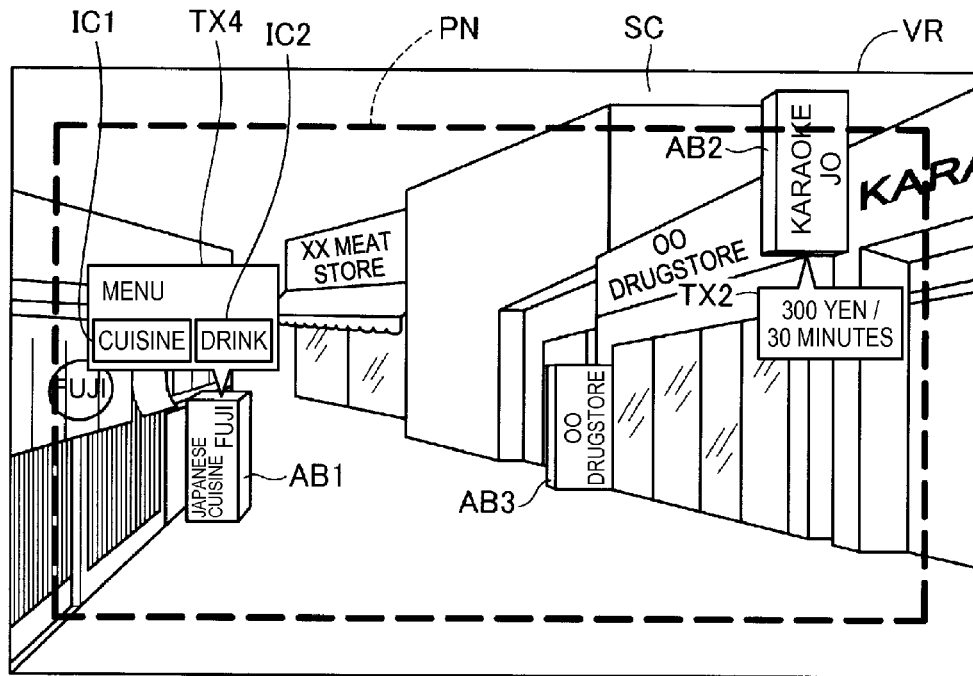 IC1 TX4 IC2 PN SC VR
AB2
KARAOKE
JO
KARA
XX MEAT
STORE
OO
DRUGSTORE
TX2
MENU
CUISINE DRINK
300 YEN /
30 MINUTES
FUJI
JAPANESE
CUISINE
FUJI
AB1
OO
DRUGSTORE
AB3